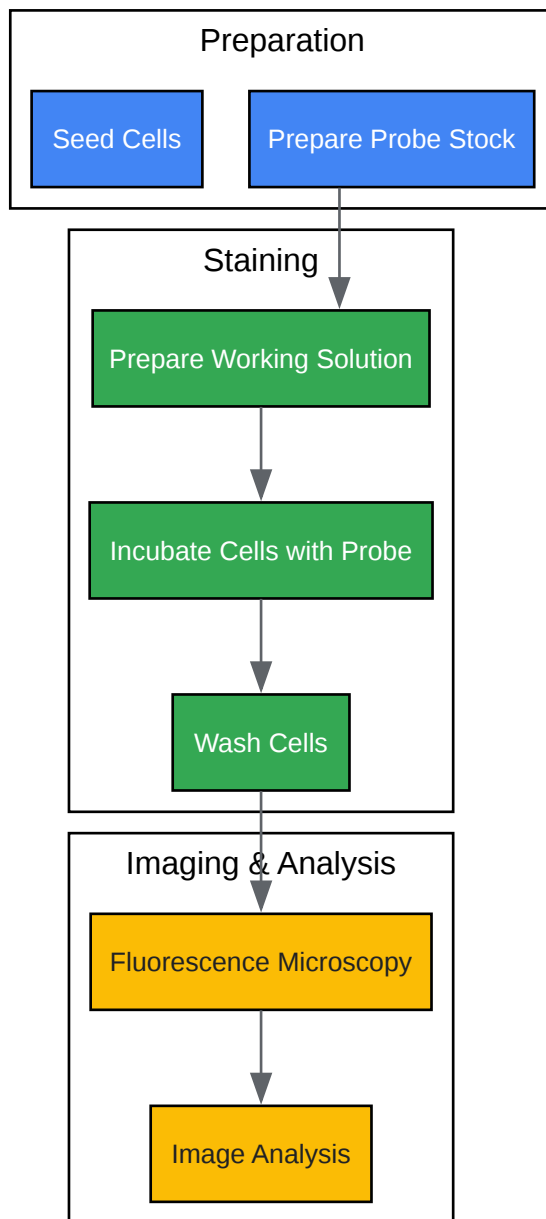 Preparation
Seed Cells
Prepare Probe Stock
Staining
Prepare Working Solution
Incubate Cells with Probe
Wash Cells
Imaging & Analysis
Fluorescence Microscopy
Image Analysis